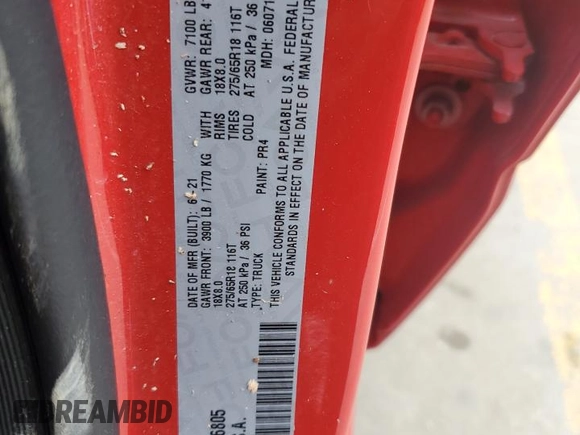 DATE OF MFR (BUILD): 6-21
GVWR: 7100 LB
GAWR FRONT: 3900 LB / 1770 KG WITH
GAWR REAR:
18X8.0 RIMS 18X8.0
275/65R18 116T TIRES 275/65R18 116T
AT 250 kPa / 36 PSI COLD AT 250 kPa / 36
TYPE: TRUCK PAINT: PR4 MDH:
THIS VEHICLE CONFORMS TO ALL APPLICABLE U.S.A. FEDERAL
STANDARDS IN EFFECT ON THE DATE OF MANUFACTUR
6805
.A.
DREAMBID